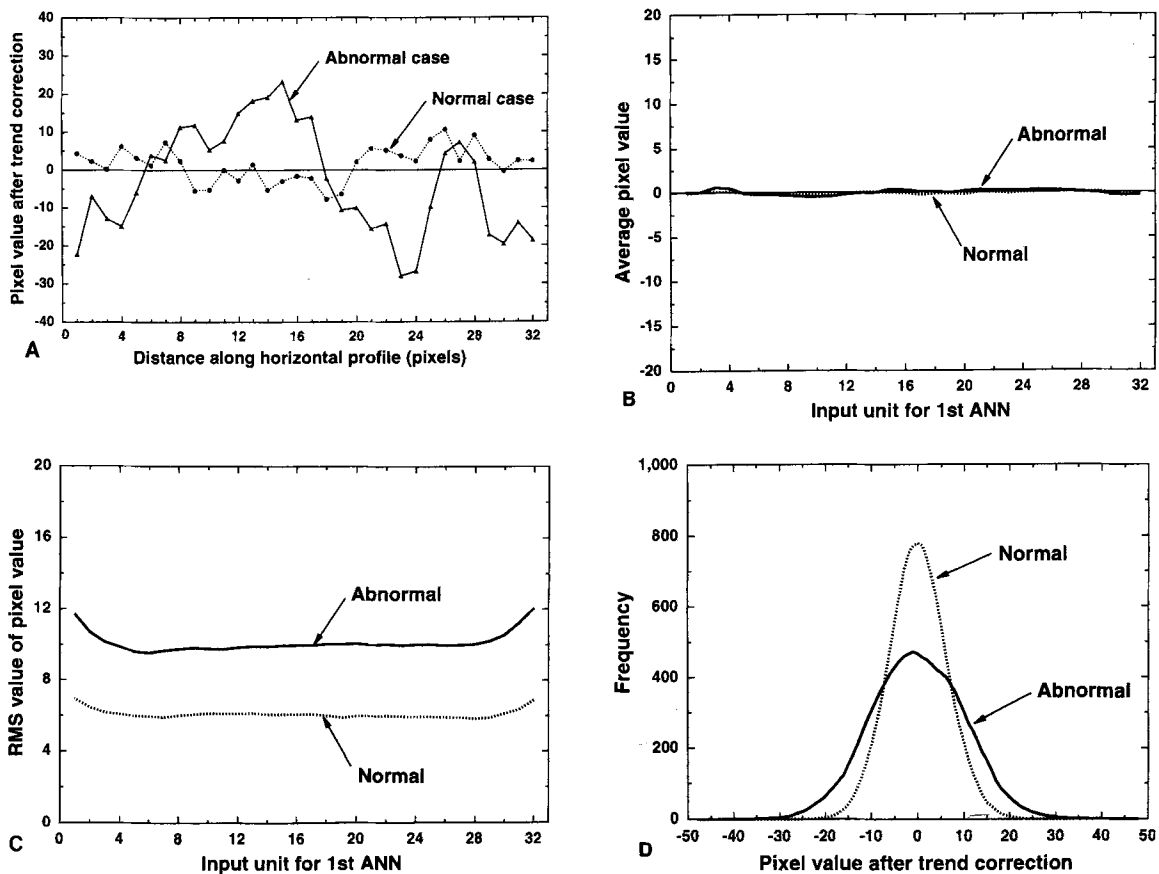 Pixel value after trend correction
40
30
20
10
0
-10
-20
-30
-40
0 4 8 12 16 20 24 28 32
Abnormal case
Normal case
A
Distance along horizontal profile (pixels)
Average pixel value
20
15
10
5
0
-5
-10
-15
-20
0 4 8 12 16 20 24 28 32
Abnormal
Normal
B
Input unit for 1st ANN
RMS value of pixel value
20
16
12
8
4
0
0 4 8 12 16 20 24 28 32
Abnormal
Normal
C
Input unit for 1st ANN
Frequency
1,000
800
600
400
200
0
-50 -40 -30 -20 -10 0 10 20 30 40 50
Normal
Abnormal
D
Pixel value after trend correction